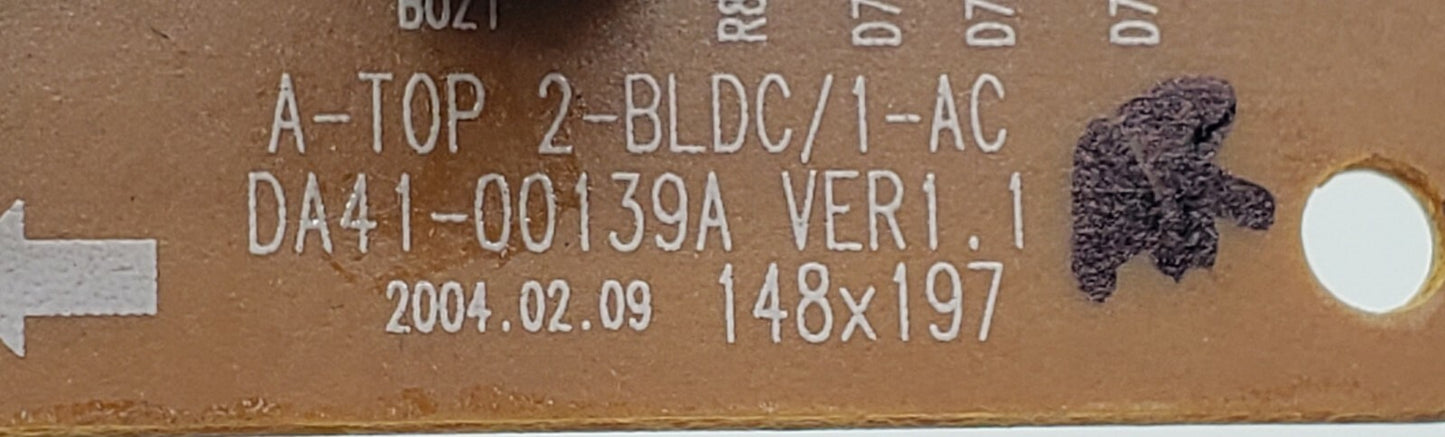 A-TOP 2-BLDC/1-AC
DA41-00139A VER1.1
2004.02.09 148x197